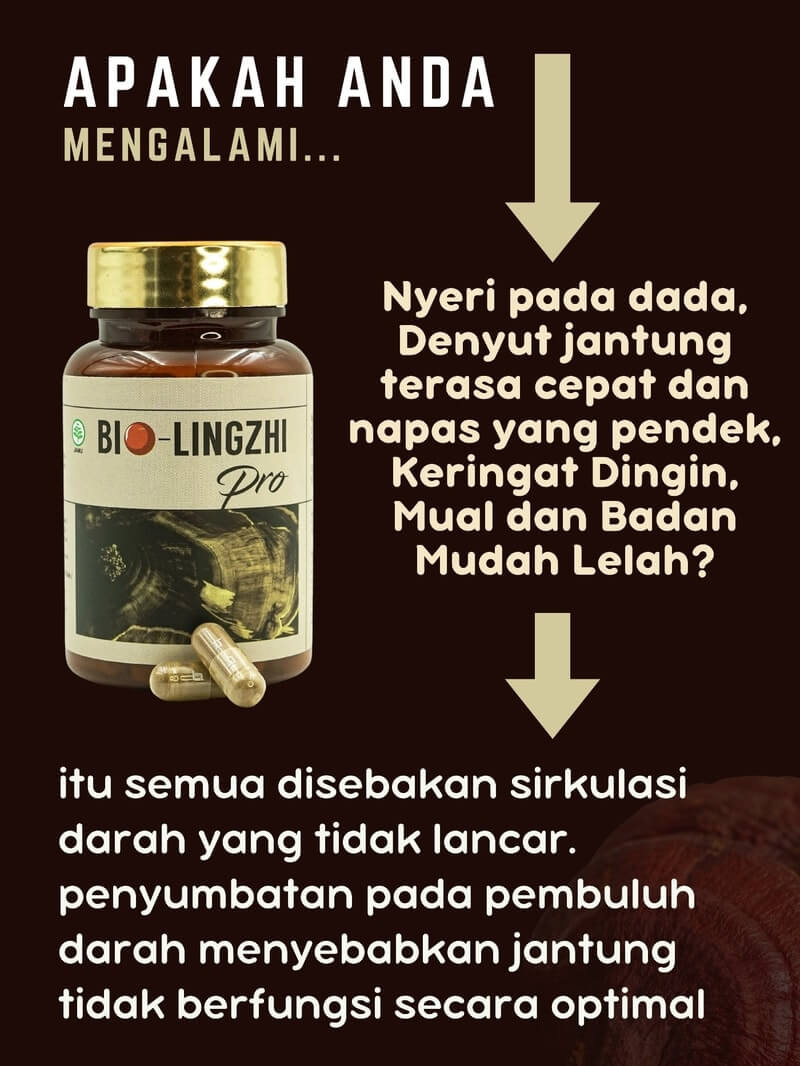 APAKAH ANDA
MENGALAMI...
Nyeri pada dada,
Denyut jantung
terasa cepat dan
napas yang pendek,
Keringat Dingin,
Mual dan Badan
Mudah Lelah?
JAMU
BIO-LINGZHI
Pro
itu semua disebakan sirkulasi
darah yang tidak lancar.
penyumbatan pada pembuluh
darah menyebabkan jantung
tidak berfungsi secara optimal